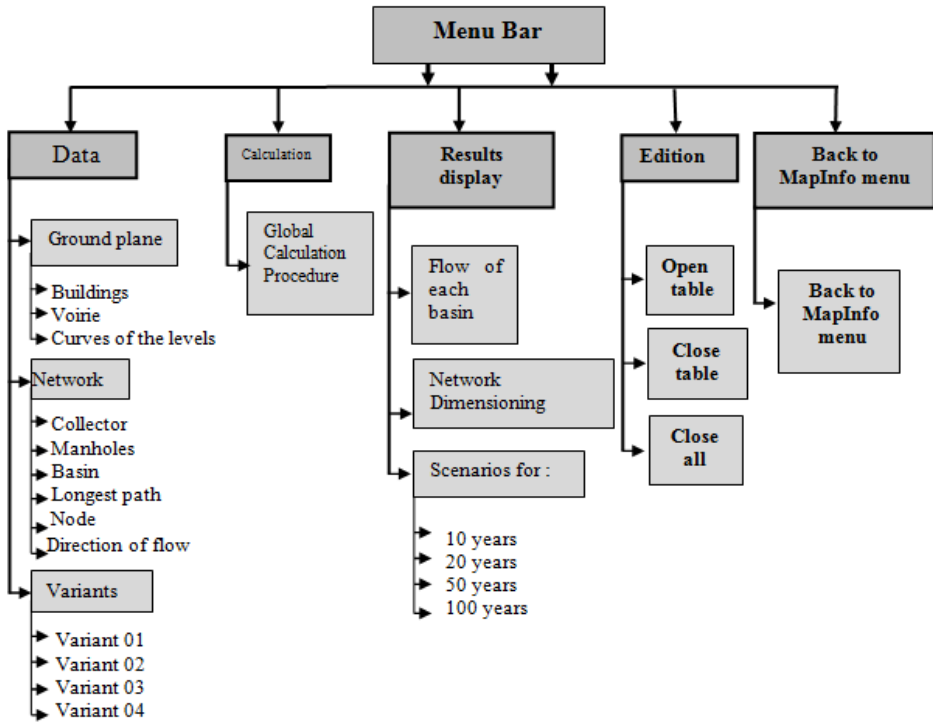 Menu Bar
Data
Ground plane
Buildings
Voirie
Curves of the levels
Network
Collector
Manholes
Basin
Longest path
Node
Direction of flow
Variants
Variant 01
Variant 02
Variant 03
Variant 04
Calculation
Global
Calculation
Procedure
Results
display
Flow of
each
basin
Network
Dimensioning
Scenarios for :
10 years
20 years
50 years
100 years
Edition
Open
table
Close
table
Close
all
Back to
MapInfo menu
Back to
MapInfo
menu